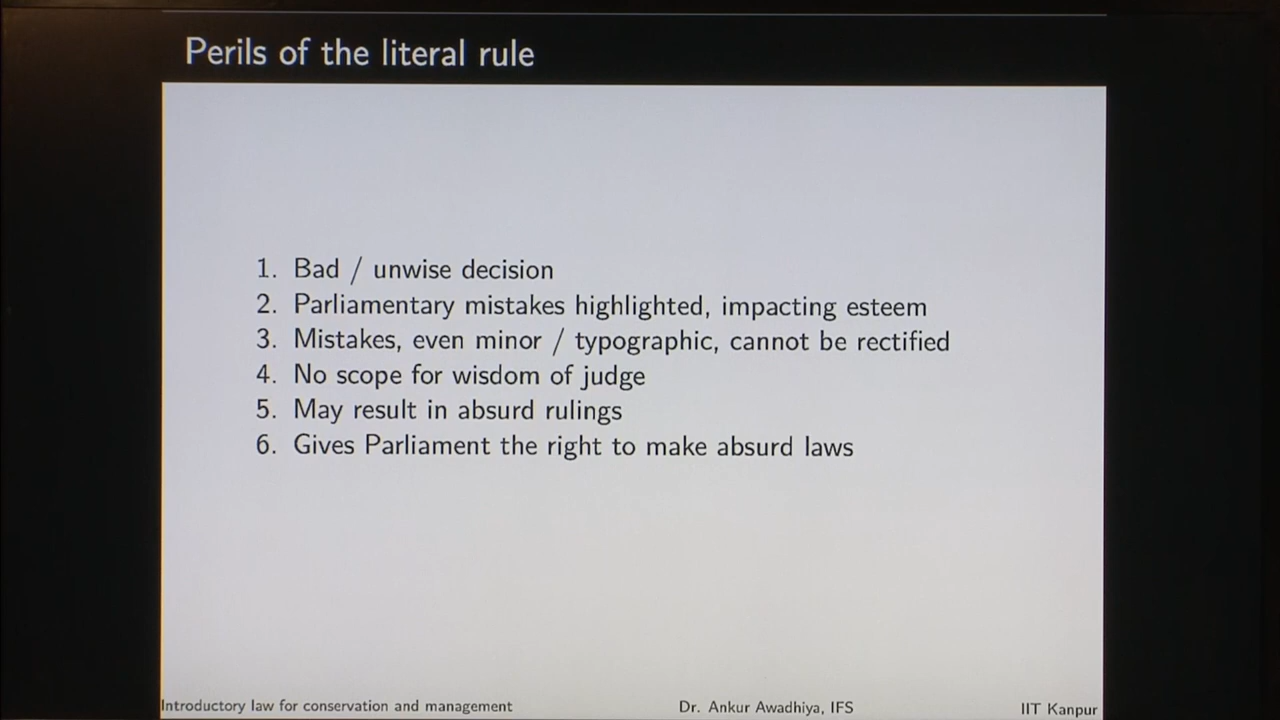 Perils of the literal rule
1. Bad / unwise decision
2. Parliamentary mistakes highlighted, impacting esteem
3. Mistakes, even minor / typographic, cannot be rectified
4. No scope for wisdom of judge
5. May result in absurd rulings
6. Gives Parliament the right to make absurd laws
Introductory law for conservation and management Dr. Ankur Awadhiya, IFS IIT Kanpur